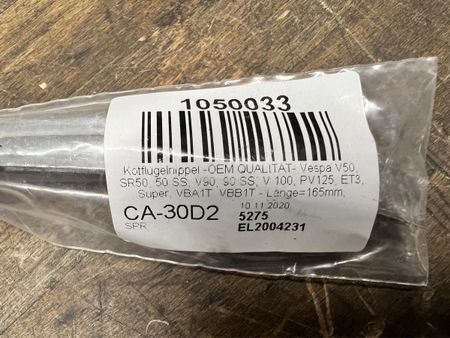 1050033
Kotflügelnippel -OEM QUALITÄT- Vespa V50,
SR50, 50 SS, V90, 90 SS, V 100, PV125, ET3,
Super, VBA1T, VBB1T - Länge=165mm,
10.11.2020
CA-30D2 5275
SPR EL2004231